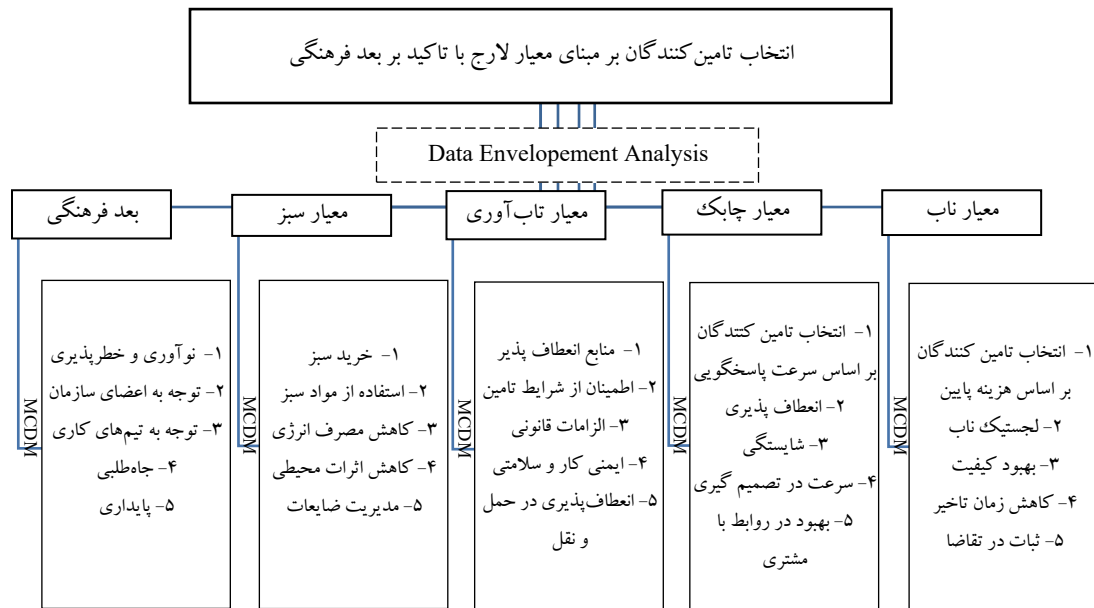 انتخاب تامین‌کنندگان بر مبنای معیار لارج با تاکید بر بعد فرهنگی
Data Envelopement Analysis
معیار ناب
معیار چابک
معیار تاب‌آوری
معیار سبز
بعد فرهنگی
MCDM
۱- انتخاب تامین کنندگان
بر اساس هزینه پایین
۲- لجستیک ناب
۳- بهبود کیفیت
۴- کاهش زمان تاخیر
۵- ثبات در تقاضا
MCDM
۱- انتخاب تامین کنندگان
بر اساس سرعت پاسخگویی
۲- انعطاف پذیری
۳- شایستگی
۴- سرعت در تصمیم گیری
۵- بهبود در روابط با
مشتری
MCDM
۱- منابع انعطاف پذیر
۲- اطمینان از شرایط تامین
۳- الزامات قانونی
۴- ایمنی کار و سلامتی
۵- انعطاف‌پذیری در حمل
و نقل
MCDM
۱- خرید سبز
۲- استفاده از مواد سبز
۳- کاهش مصرف انرژی
۴- کاهش اثرات محیطی
۵- مدیریت ضایعات
MCDM
۱- نوآوری و خطرپذیری
۲- توجه به اعضای سازمان
۳- توجه به تیم‌های کاری
۴- جاه‌طلبی
۵- پایداری